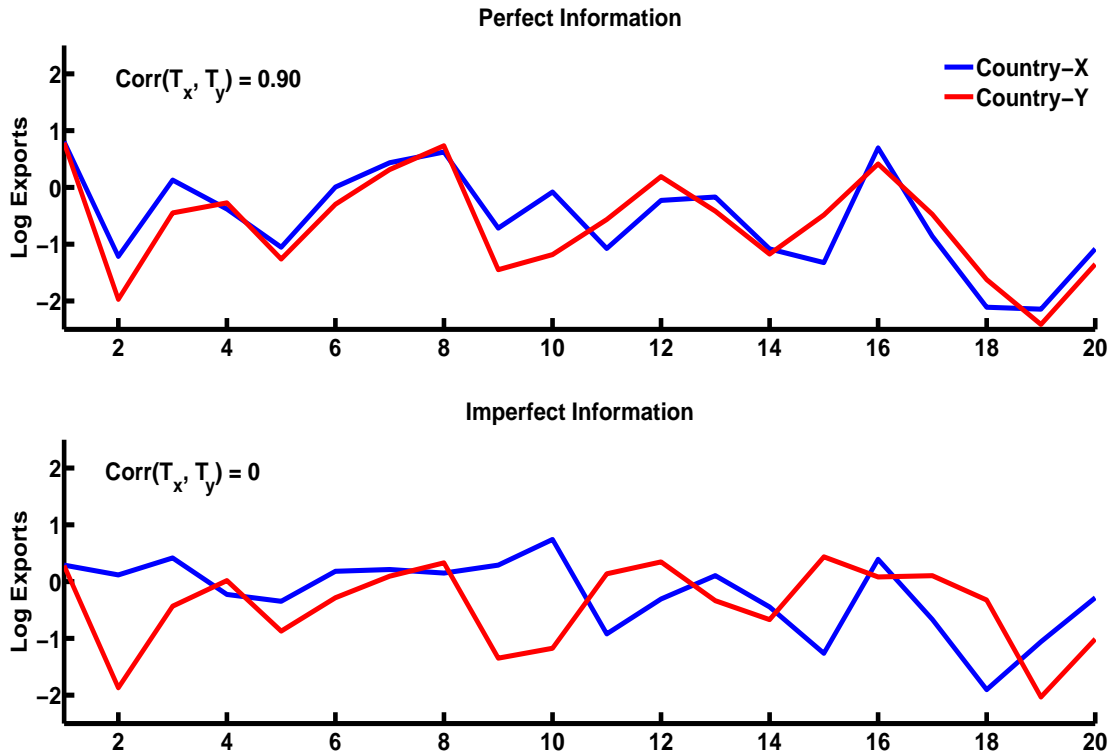 Perfect Information
Corr(Tx, Ty) = 0.90
Country−X
Country−Y
Log Exports
2
1
0
−1
−2
2 4 6 8 10 12 14 16 18 20
Imperfect Information
Corr(Tx, Ty) = 0
Log Exports
2
1
0
−1
−2
2 4 6 8 10 12 14 16 18 20